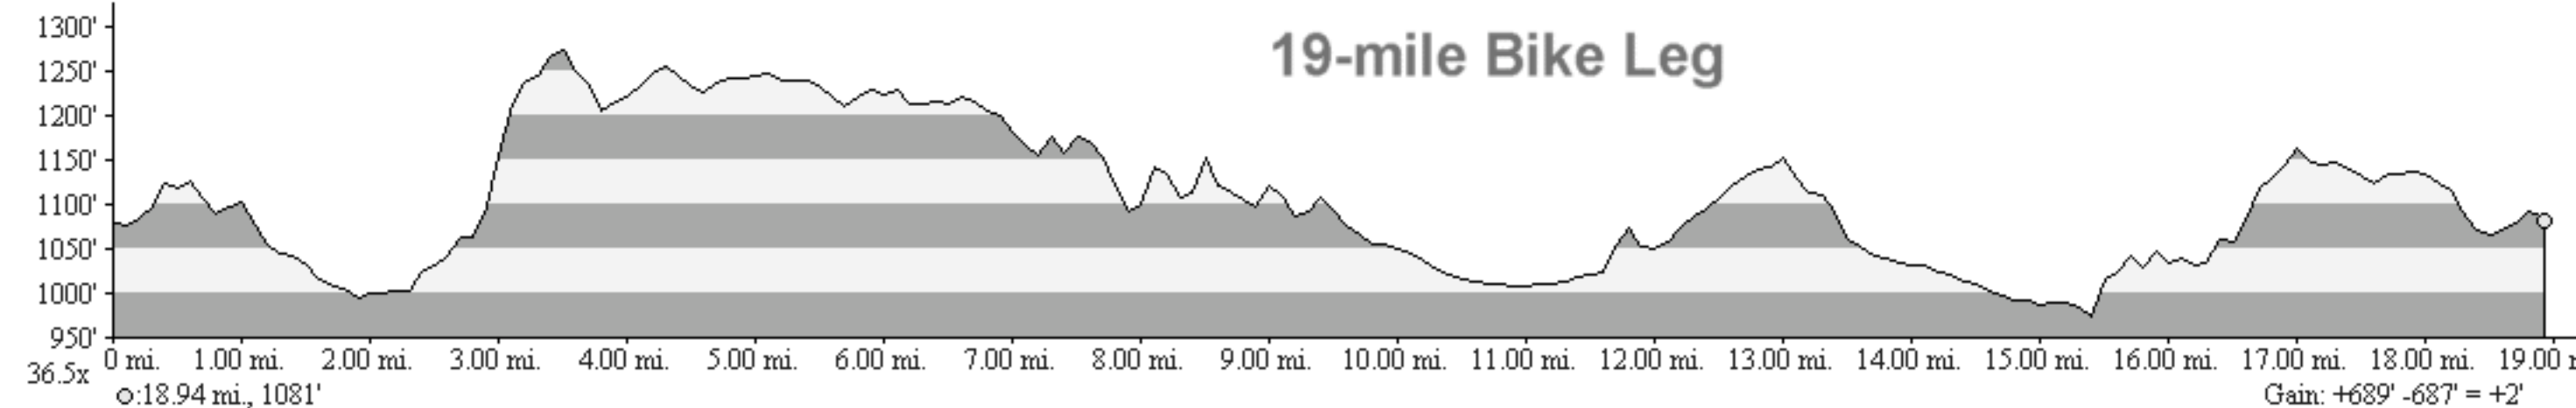 19-mile Bike Leg
1300'
1250'
1200'
1150'
1100'
1050'
1000'
950'
0 mi. 1.00 mi. 2.00 mi. 3.00 mi. 4.00 mi. 5.00 mi. 6.00 mi. 7.00 mi. 8.00 mi. 9.00 mi. 10.00 mi. 11.00 mi. 12.00 mi. 13.00 mi. 14.00 mi. 15.00 mi. 16.00 mi. 17.00 mi. 18.00 mi. 19.00 m
36.5x
o:18.94 mi., 1081'
Gain: +689' -687' = +2'